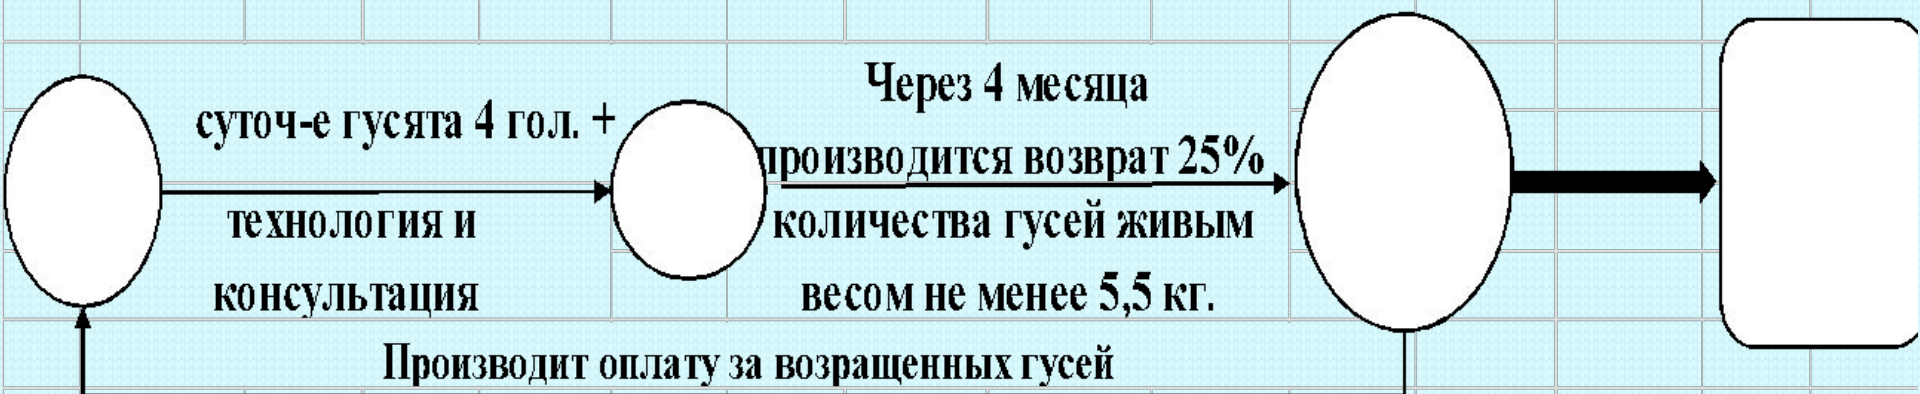 суточ-е гусята 4 гол. +
технология и
консультация
Через 4 месяца
производится возврат 25%
количества гусей живым
весом не менее 5,5 кг.
Производит оплату за возращенных гусей